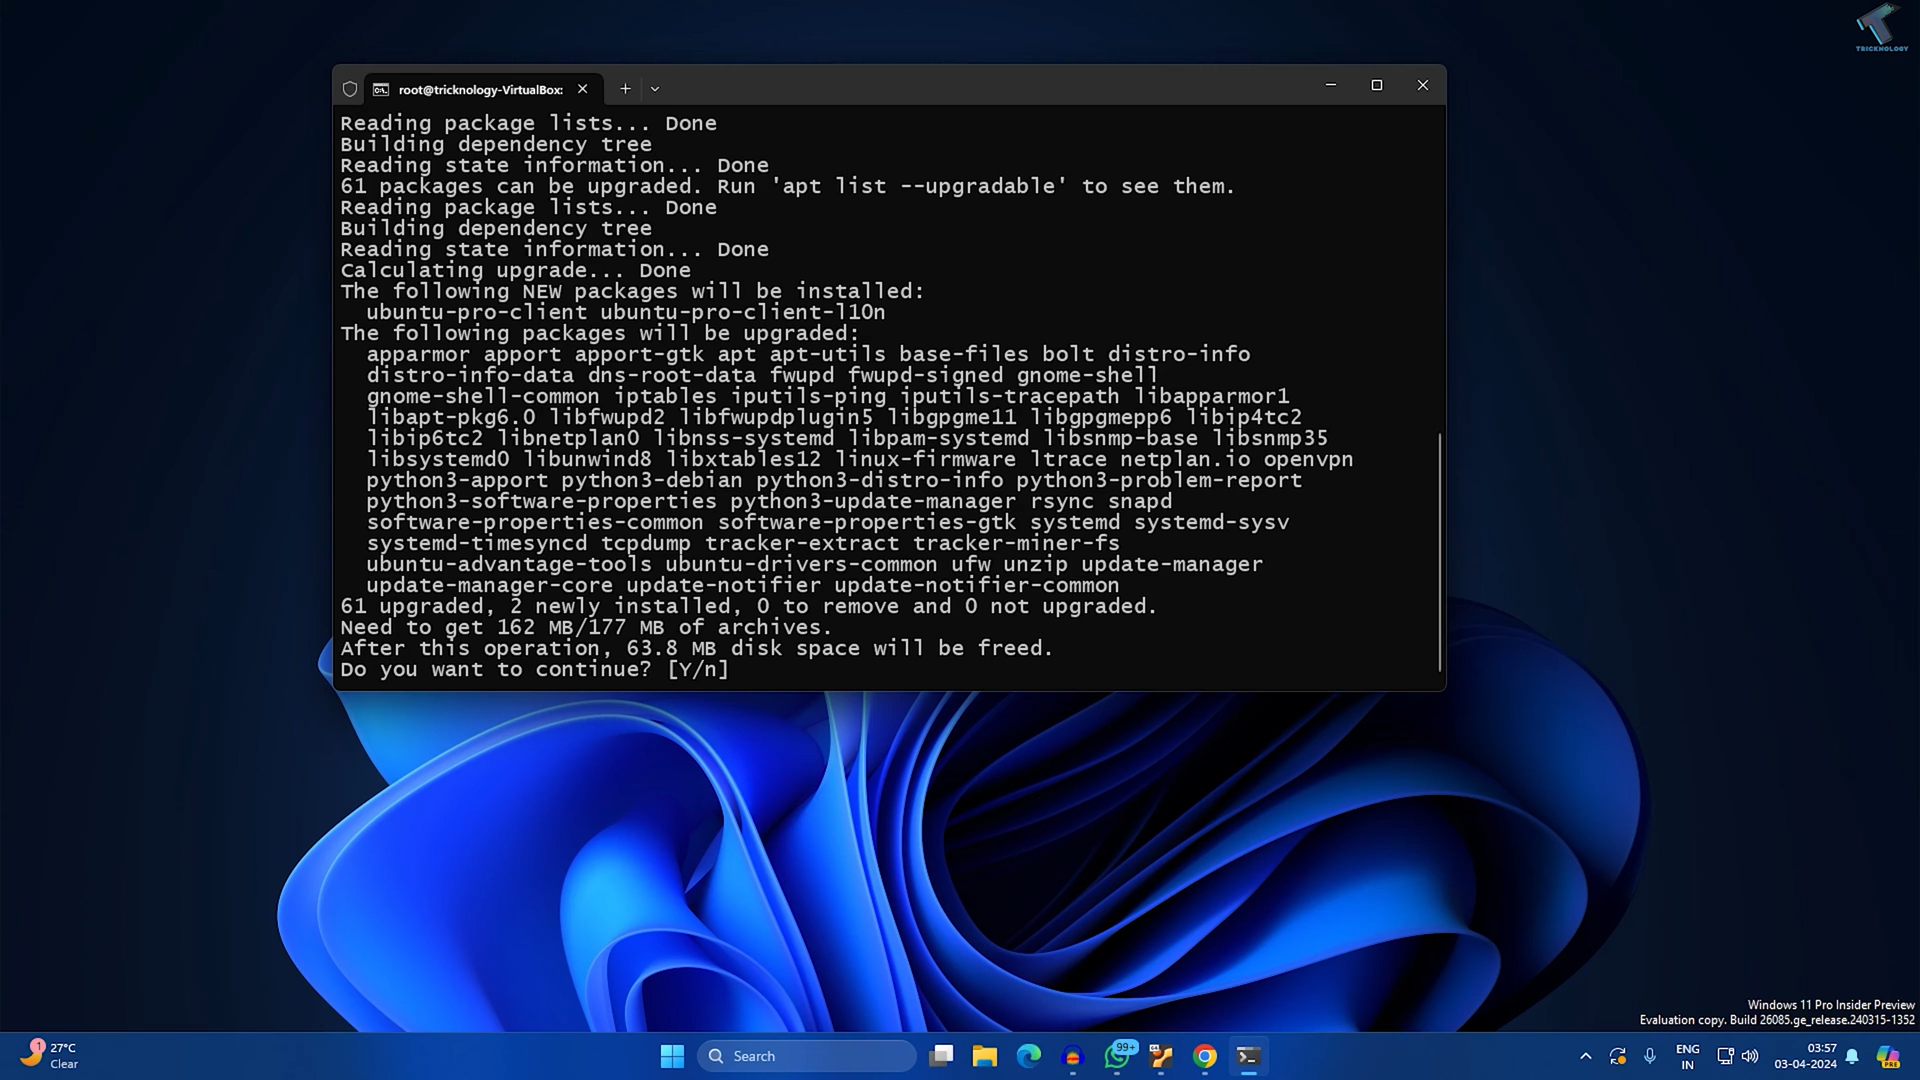 TRICKNOLOGY
root@tricknology-VirtualBox:
Reading package lists... Done
Building dependency tree
Reading state information... Done
61 packages can be upgraded. Run 'apt list --upgradable' to see them.
Reading package lists... Done
Building dependency tree
Reading state information... Done
Calculating upgrade... Done
The following NEW packages will be installed:
ubuntu-pro-client ubuntu-pro-client-l10n
The following packages will be upgraded:
apparmor apport apport-gtk apt apt-utils base-files bolt distro-info
distro-info-data dns-root-data fwupd fwupd-signed gnome-shell
gnome-shell-common iptables iputils-ping iputils-tracepath libapparmor1
libapt-pkg6.0 libfwupd2 libfwupdplugin5 libgpgme11 libgpgmepp6 libip4tc2
libip6tc2 libnetplan0 libnss-systemd libpam-systemd libsnmp-base libsnmp35
libsystemd0 libunwind8 libxtables12 linux-firmware ltrace netplan.io openvpn
python3-apport python3-debian python3-distro-info python3-problem-report
python3-software-properties python3-update-manager rsync snapd
software-properties-common software-properties-gtk systemd systemd-sysv
systemd-timesyncd tcpdump tracker-extract tracker-miner-fs
ubuntu-advantage-tools ubuntu-drivers-common ufw unzip update-manager
update-manager-core update-notifier update-notifier-common
61 upgraded, 2 newly installed, 0 to remove and 0 not upgraded.
Need to get 162 MB/177 MB of archives.
After this operation, 63.8 MB disk space will be freed.
Do you want to continue? [Y/n]
Windows 11 Pro Insider Preview
Evaluation copy. Build 26085.ge_release.240315-1352
1
27°C
Clear
Search
99+
ENG
IN
03:57
03-04-2024
PRE